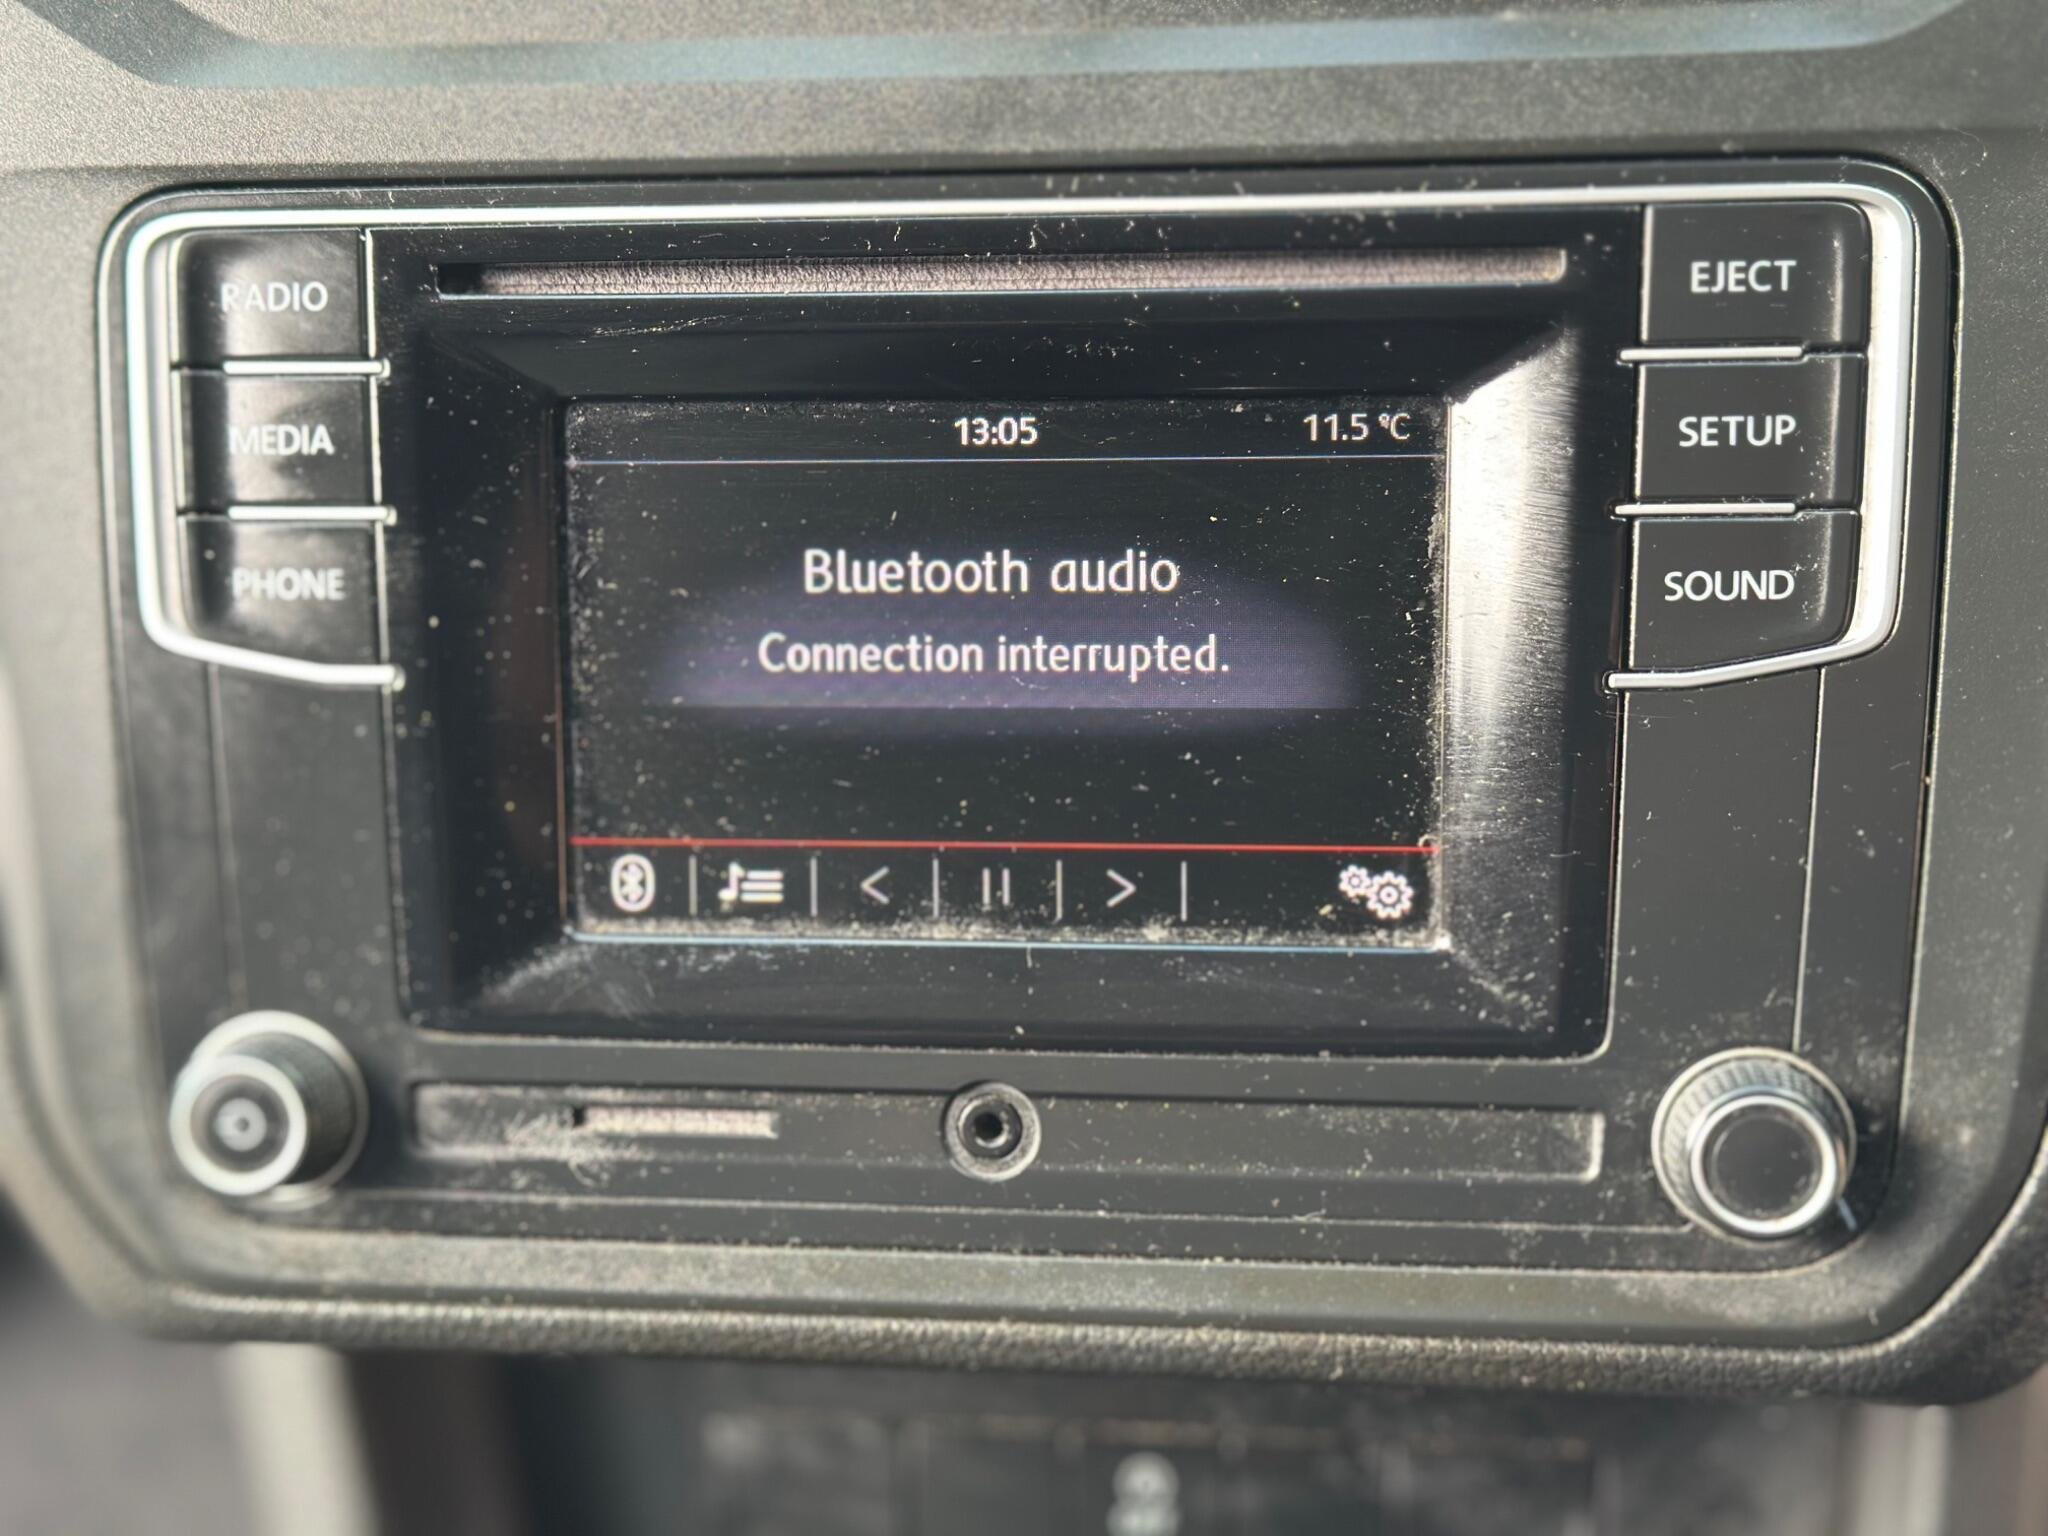 RADIO
EJECT
MEDIA
SETUP
PHONE
SOUND
13:05
11.5 °C
Bluetooth audio
Connection interrupted.